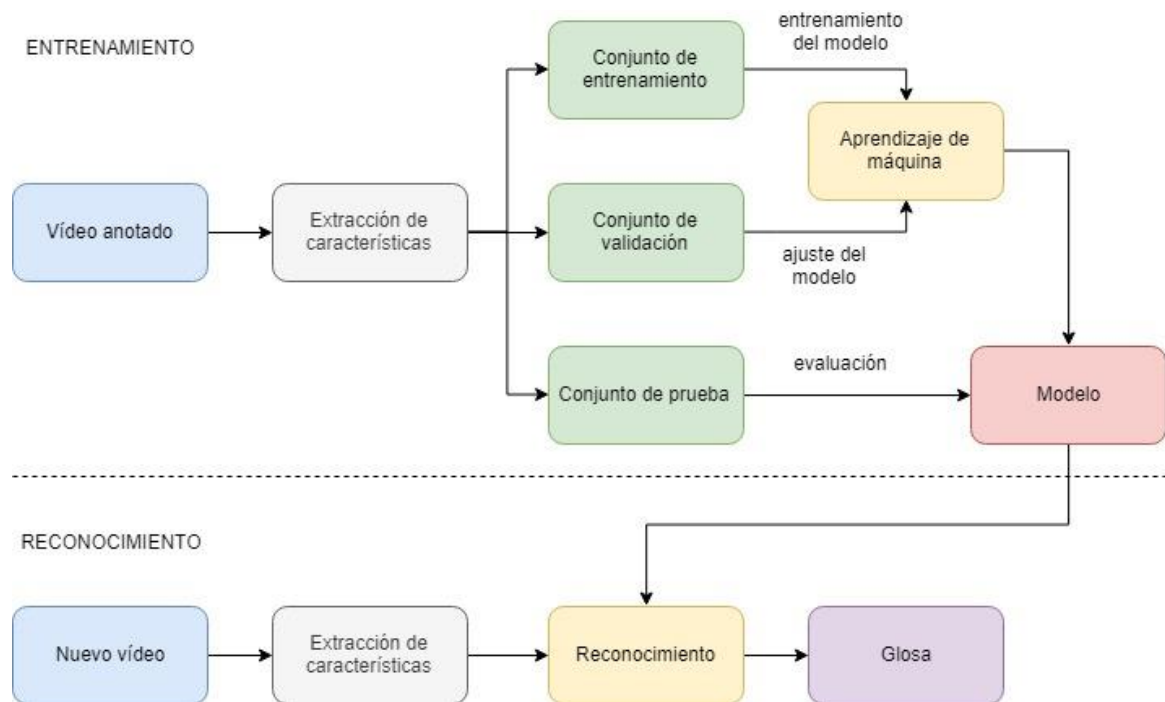 ENTRENAMIENTO
Conjunto de
entrenamiento
entrenamiento
del modelo
Aprendizaje de
máquina
Vídeo anotado
Extracción de
características
Conjunto de
validación
ajuste del
modelo
Conjunto de prueba
evaluación
Modelo
RECONOCIMIENTO
Nuevo vídeo
Extracción de
características
Reconocimiento
Glosa